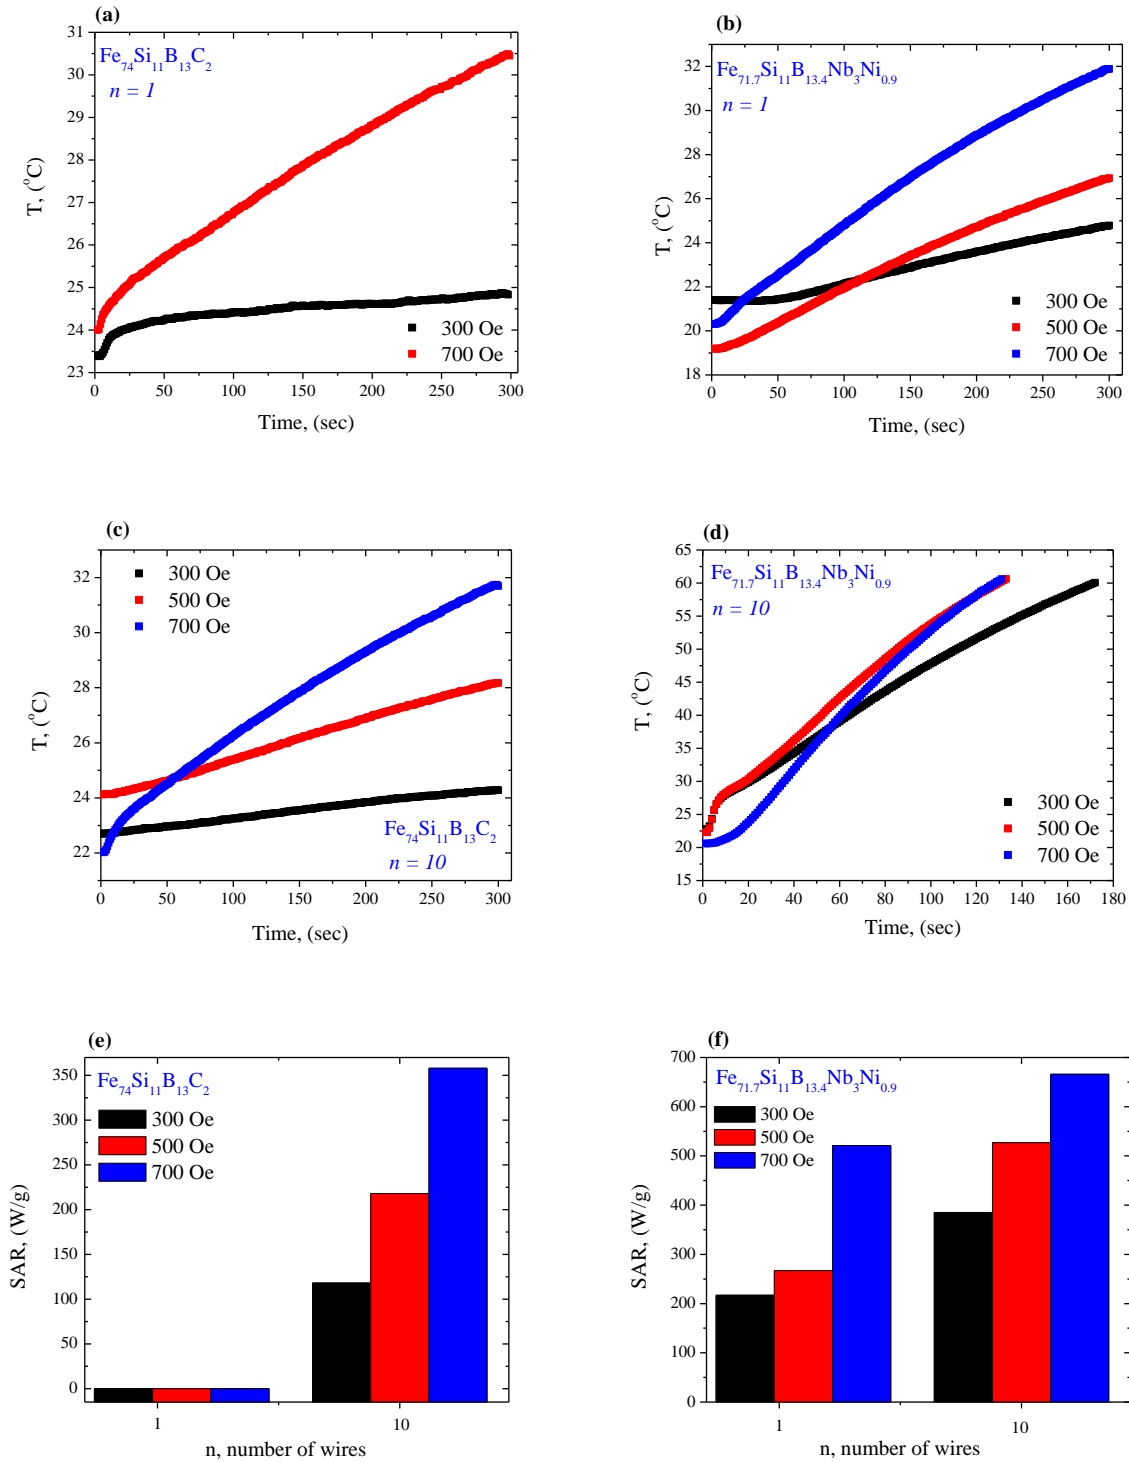 (a)
Fe74Si11B13C2
n = 1
T, (°C)
31
30
29
28
27
26
25
24
23
300 Oe
700 Oe
0 50 100 150 200 250 300
Time, (sec)
(b)
Fe71.7Si11B13.4Nb3Ni0.9
n = 1
T, (°C)
32
30
28
26
24
22
20
18
300 Oe
500 Oe
700 Oe
0 50 100 150 200 250 300
Time, (sec)
(c)
300 Oe
500 Oe
700 Oe
T, (°C)
32
30
28
26
24
22
Fe74Si11B13C2
n = 10
0 50 100 150 200 250 300
Time, (sec)
(d)
Fe71.7Si11B13.4Nb3Ni0.9
n = 10
T, (°C)
65
60
55
50
45
40
35
30
25
20
15
300 Oe
500 Oe
700 Oe
0 20 40 60 80 100 120 140 160 180
Time, (sec)
(e)
Fe74Si11B13C2
300 Oe
500 Oe
700 Oe
SAR, (W/g)
350
300
250
200
150
100
50
0
1 10
n, number of wires
(f)
Fe71.7Si11B13.4Nb3Ni0.9
300 Oe
500 Oe
700 Oe
SAR, (W/g)
700
600
500
400
300
200
100
0
1 10
n, number of wires